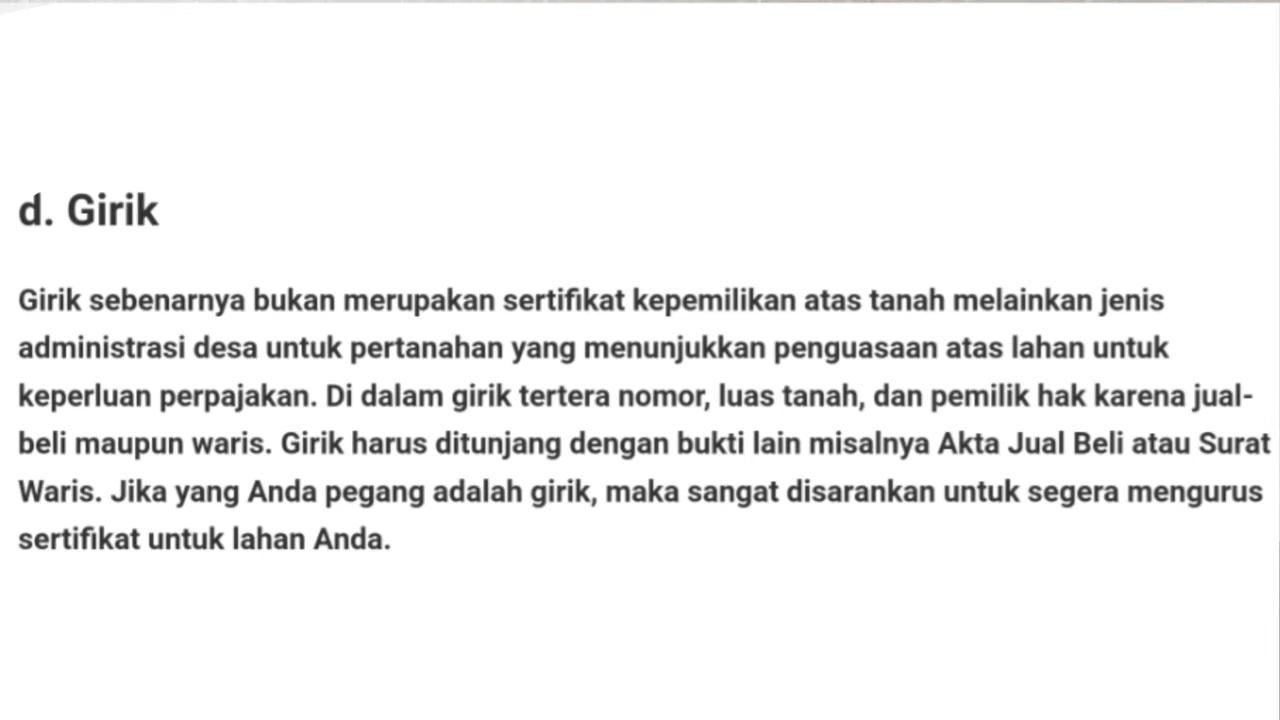 d. Girik
Girik sebenarnya bukan merupakan sertifikat kepemilikan atas tanah melainkan jenis
administrasi desa untuk pertanahan yang menunjukkan penguasaan atas lahan untuk
keperluan perpajakan. Di dalam girik tertera nomor, luas tanah, dan pemilik hak karena jual-
beli maupun waris. Girik harus ditunjang dengan bukti lain misalnya Akta Jual Beli atau Surat
Waris. Jika yang Anda pegang adalah girik, maka sangat disarankan untuk segera mengurus
sertifikat untuk lahan Anda.